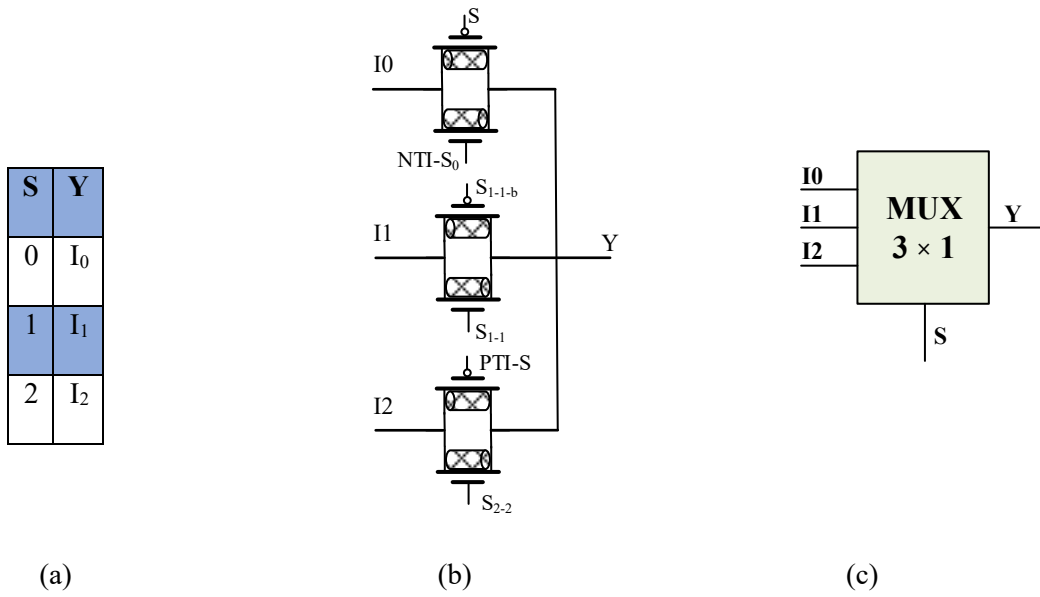 S Y
0 I₀
1 I₁
2 I₂
(a)
S
I0
NTI-S₀
S₁₋₁₋b
I1
Y
S₁₋₁
PTI-S
I2
S₂₋₂
(b)
I0
I1
I2
MUX
3 × 1
Y
S
(c)